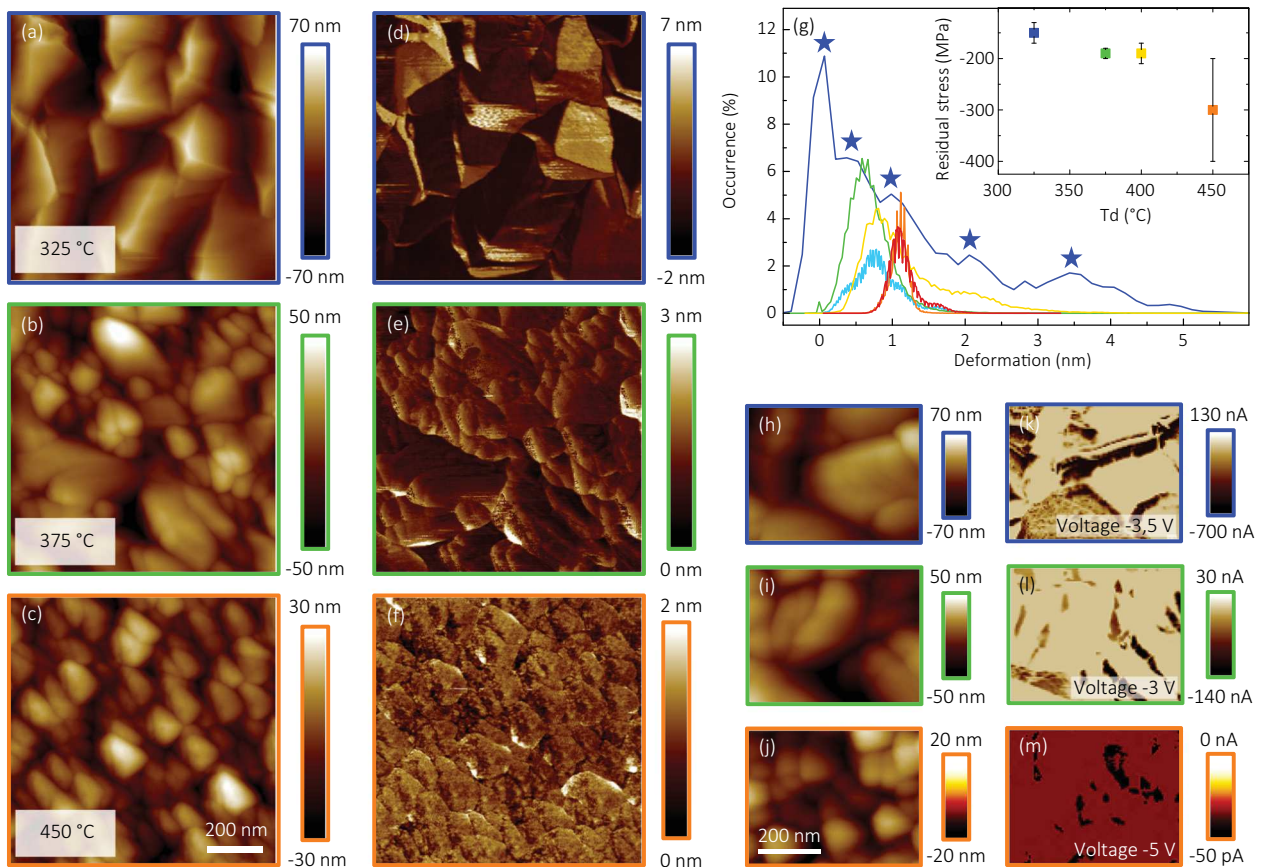 (a)
325 °C
70 nm
-70 nm
(d)
7 nm
-2 nm
(b)
375 °C
50 nm
-50 nm
(e)
3 nm
0 nm
(c)
450 °C
200 nm
30 nm
-30 nm
(f)
2 nm
0 nm
(g)
Occurrence (%)
12
10
8
6
4
2
0
0 1 2 3 4 5
Deformation (nm)
Residual stress (MPa)
-200
-300
-400
300 350 400 450
Td (°C)
(h)
70 nm
-70 nm
(k)
Voltage -3,5 V
130 nA
-700 nA
(i)
50 nm
-50 nm
(l)
Voltage -3 V
30 nA
-140 nA
(j)
200 nm
20 nm
-20 nm
(m)
Voltage -5 V
0 nA
-50 pA